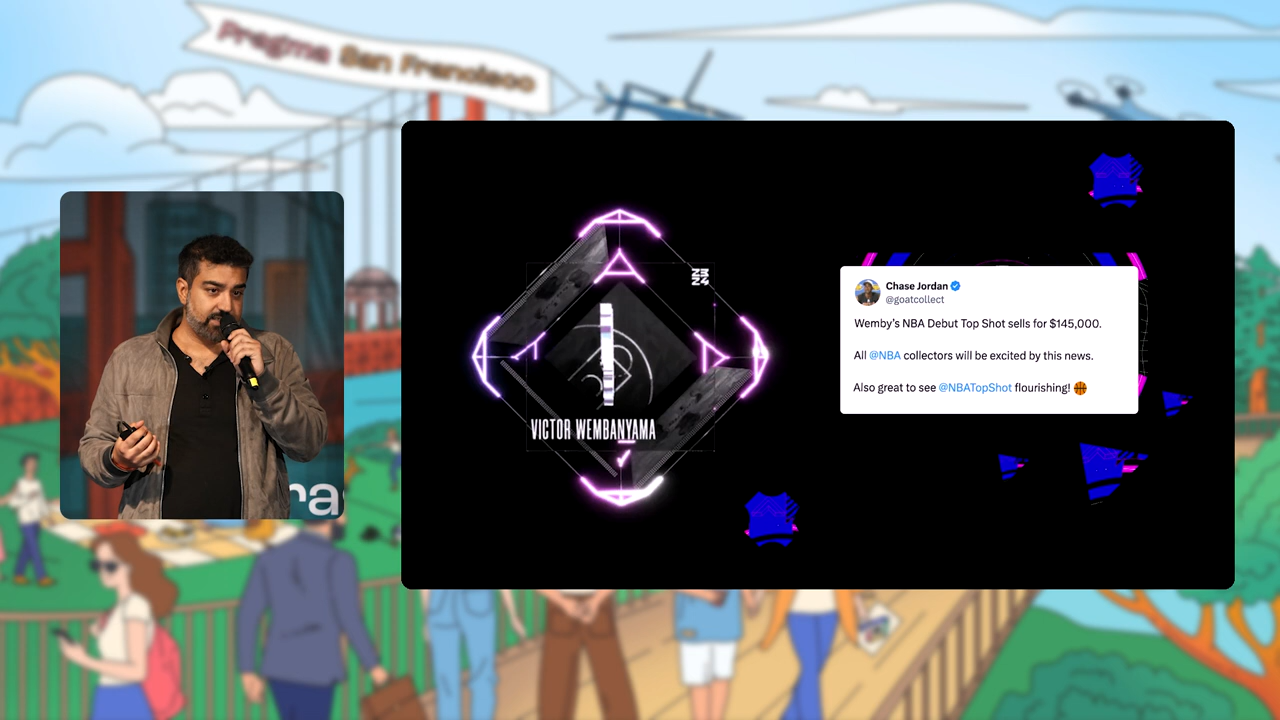 Pragma San Francisco
ra
VICTOR WEMBANYAMA
Chase Jordan
@goatcollect
Wemby's NBA Debut Top Shot sells for $145,000.
All @NBA collectors will be excited by this news.
Also great to see @NBATopShot flourishing! 🏀